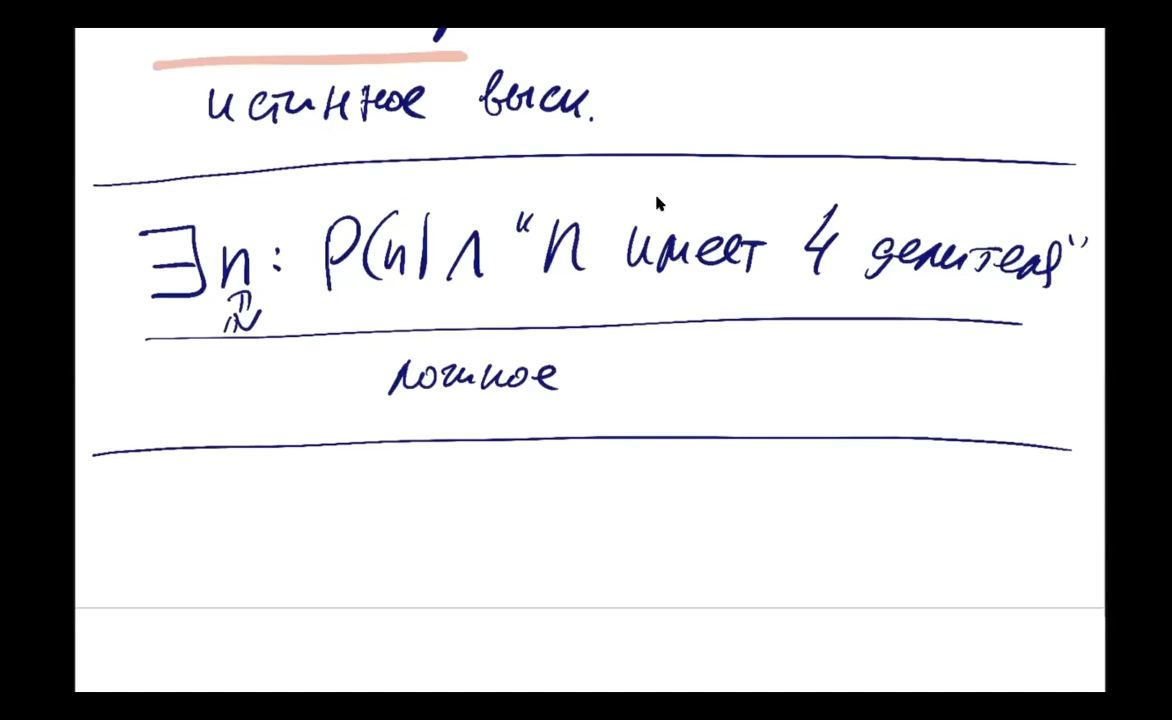 истинное выск.
∃n: P(n) ∧ "n имеет 4 делителя"
∈ ℕ
ложное